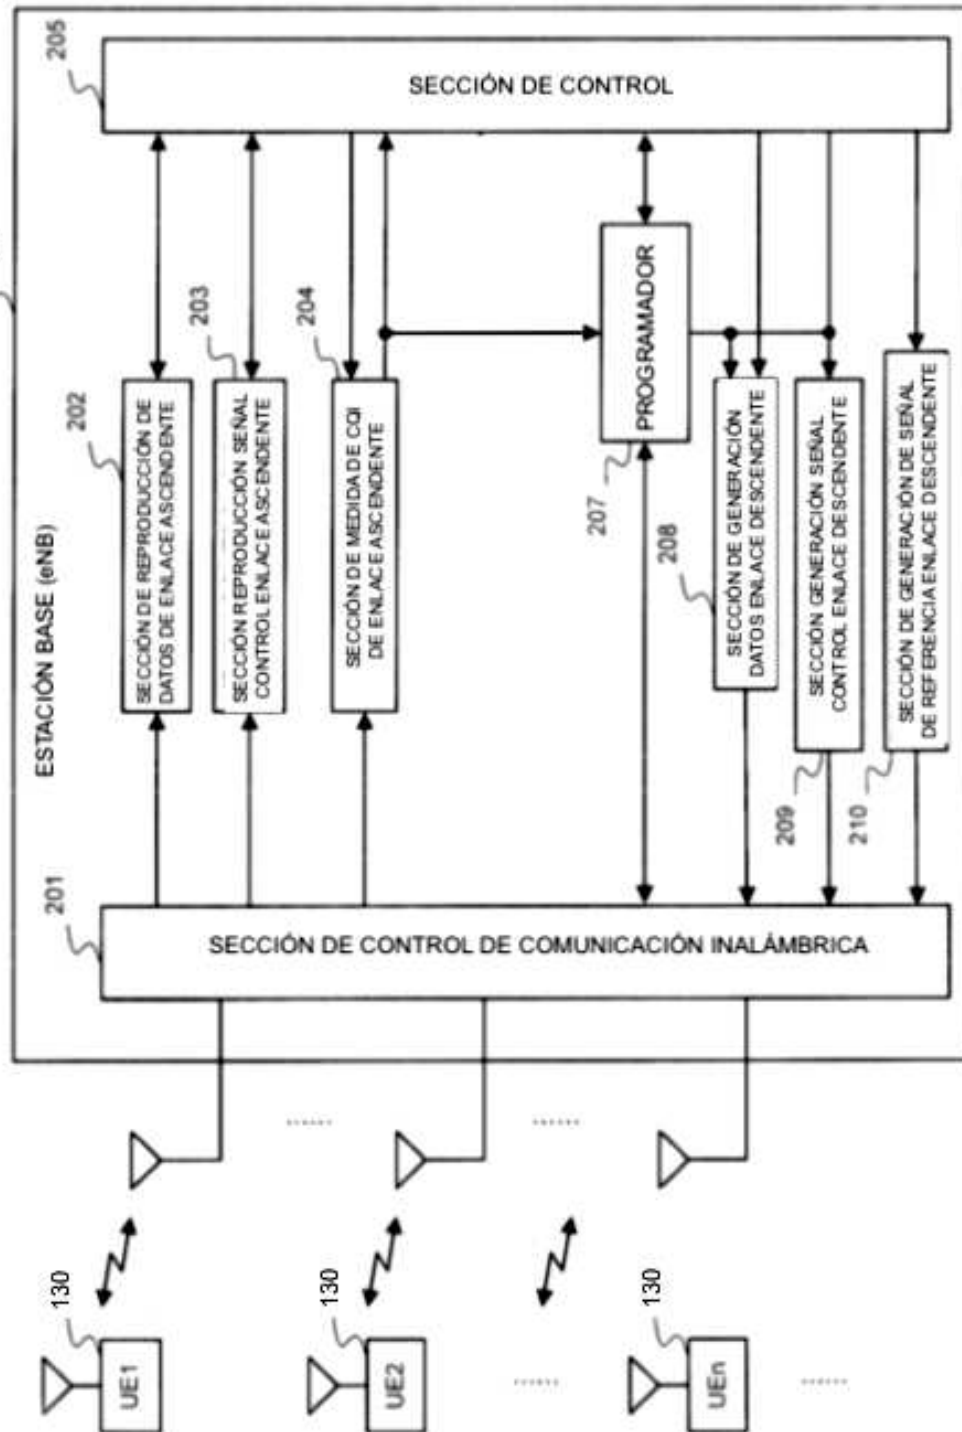 ESTACIÓN BASE (eNB)
205
SECCIÓN DE CONTROL
202
SECCIÓN DE REPRODUCCIÓN DE
DATOS DE ENLACE ASCENDENTE
203
SECCIÓN REPRODUCCIÓN SEÑAL
CONTROL ENLACE ASCENDENTE
204
SECCIÓN DE MEDIDA DE CQI
DE ENLACE ASCENDENTE
PROGRAMADOR
207
208
SECCIÓN DE GENERACIÓN
DATOS ENLACE DESCENDENTE
SECCIÓN GENERACIÓN SEÑAL
CONTROL ENLACE DESCENDENTE
209
SECCIÓN DE GENERACIÓN DE SEÑAL
DE REFERENCIA ENLACE DESCENDENTE
210
201
SECCIÓN DE CONTROL DE COMUNICACIÓN INALÁMBRICA
130
UE1
130
UE2
130
UEn